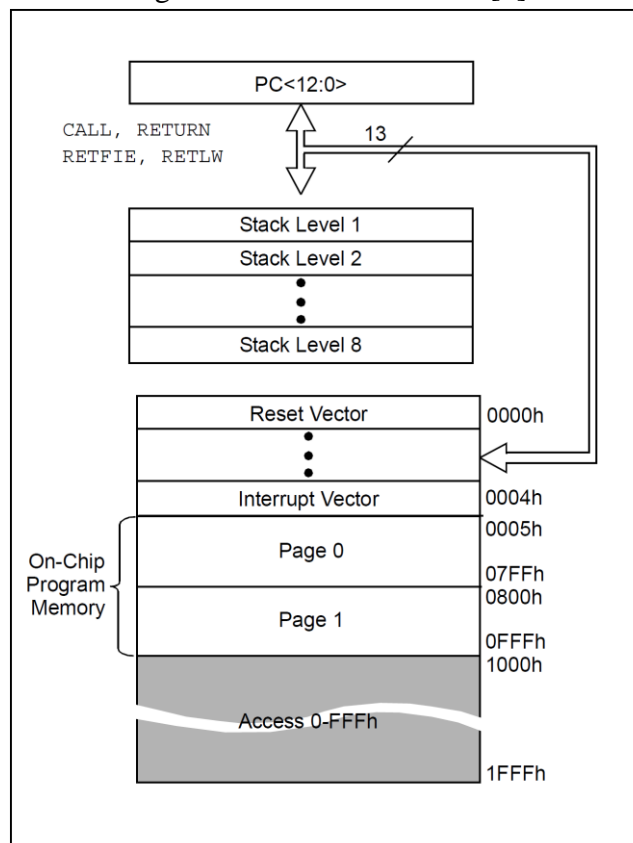 PC<12:0>
CALL, RETURN
RETFIE, RETLW
13
Stack Level 1
Stack Level 2
Stack Level 8
Reset Vector
0000h
Interrupt Vector
0004h
On-Chip
Program
Memory
Page 0
0005h
07FFh
Page 1
0800h
0FFFh
1000h
Access 0-FFFh
1FFFh